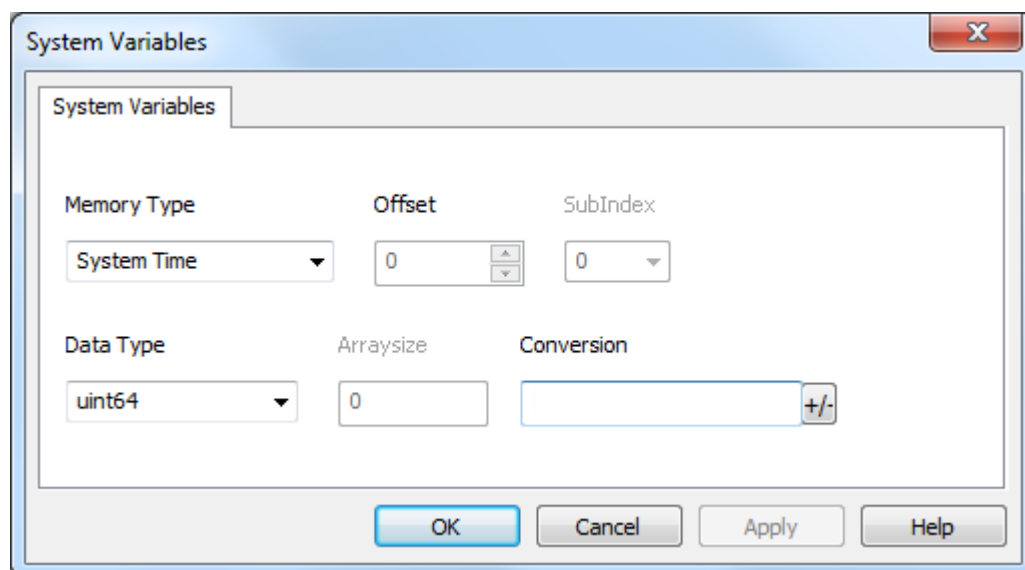 System Variables
System Variables
Memory Type Offset SubIndex
System Time 0 0
Data Type Arraysize Conversion
uint64 0 +/-
OK Cancel Apply Help